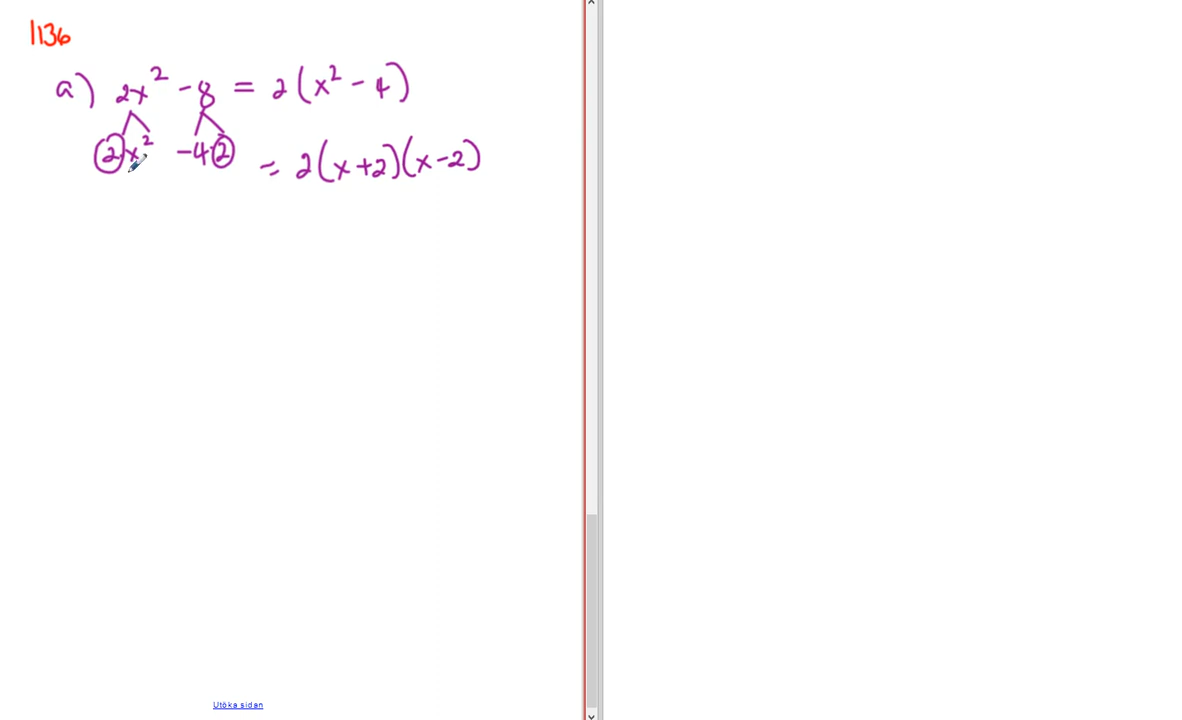 1136
a) 2x² - 8 = 2(x² - 4)
2x² -4·2 = 2(x+2)(x-2)
Utöka sidan